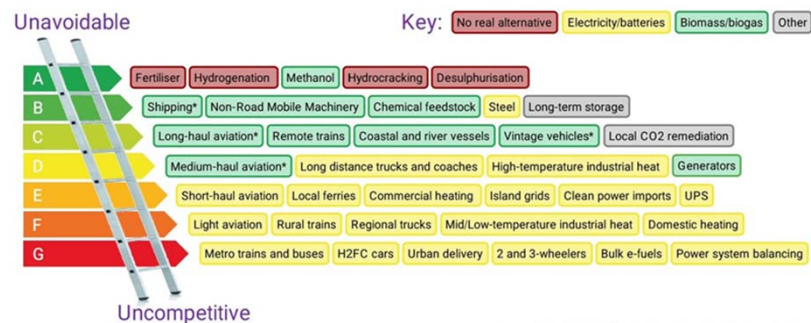 Unavoidable
Key: No real alternative Electricity/batteries Biomass/biogas Other
A Fertiliser Hydrogenation Methanol Hydrocracking Desulphurisation
B Shipping* Non-Road Mobile Machinery Chemical feedstock Steel Long-term storage
C Long-haul aviation* Remote trains Coastal and river vessels Vintage vehicles* Local CO2 remediation
D Medium-haul aviation* Long distance trucks and coaches High-temperature industrial heat Generators
E Short-haul aviation Local ferries Commercial heating Island grids Clean power imports UPS
F Light aviation Rural trains Regional trucks Mid/Low-temperature industrial heat Domestic heating
G Metro trains and buses H2FC cars Urban delivery 2 and 3-wheelers Bulk e-fuels Power system balancing
Uncompetitive